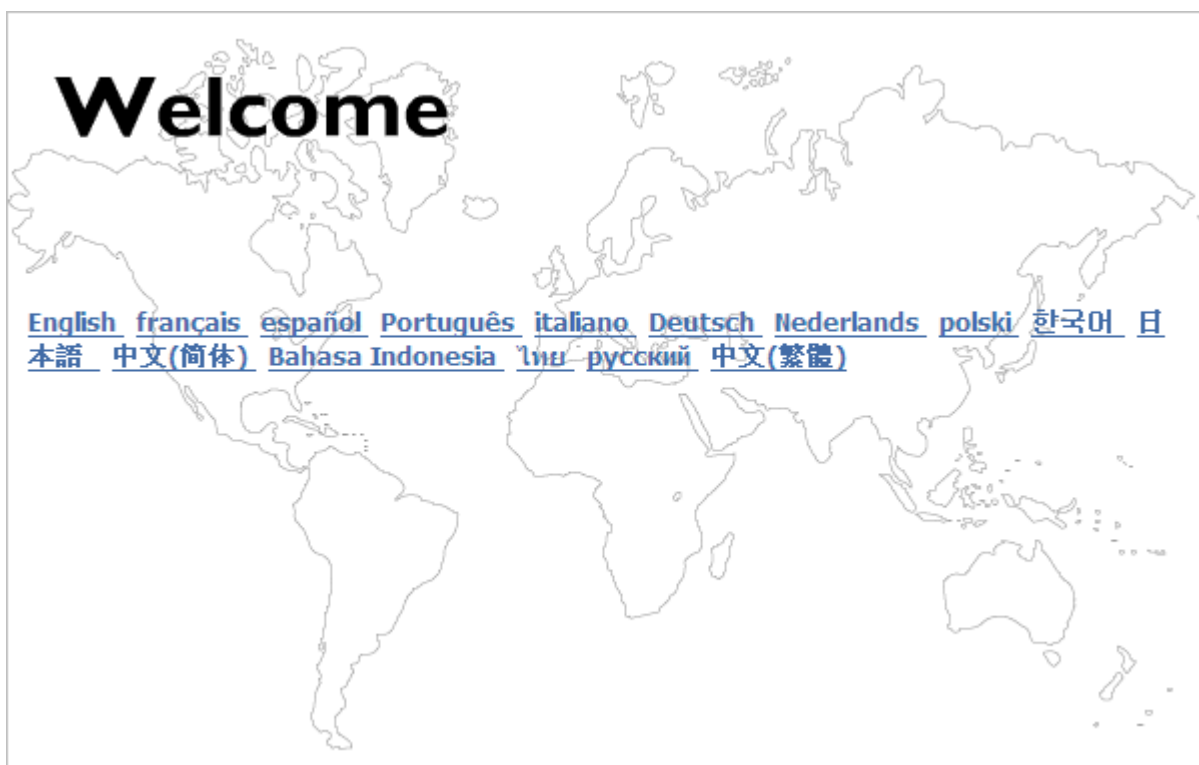 Welcome
English français español Português italiano Deutsch Nederlands polski 한국어 日
本語 中文(简体) Bahasa Indonesia ไทย русский 中文(繁體)